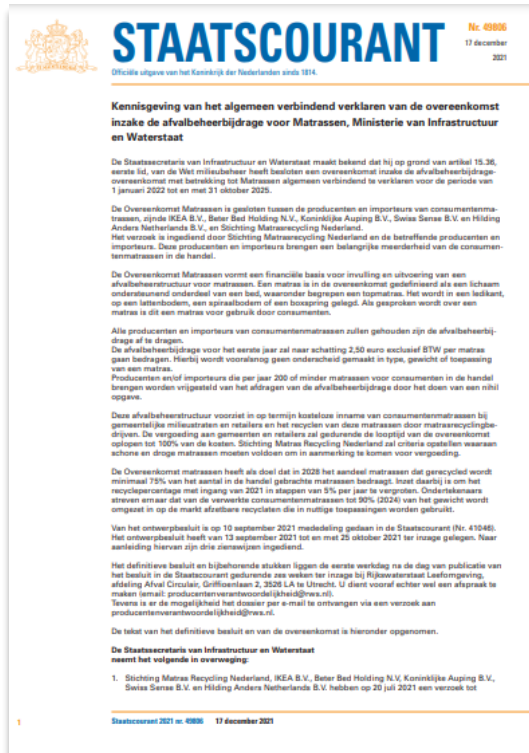 STAATSCOURANT
Nr. 49806
17 december
2021
Officiële uitgave van het Koninkrijk der Nederlanden sinds 1814.
Kennisgeving van het algemeen verbindend verklaren van de overeenkomst
inzake de afvalbeheerbijdrage voor Matrassen, Ministerie van Infrastructuur
en Waterstaat
De Staatssecretaris van Infrastructuur en Waterstaat maakt bekend dat hij op grond van artikel 15.36,
eerste lid, van de Wet milieubeheer heeft besloten een overeenkomst inzake de afvalbeheerbijdrage-
overeenkomst met betrekking tot Matrassen algemeen verbindend te verklaren voor de periode van
1 januari 2022 tot en met 31 oktober 2025.
De Overeenkomst Matrassen is gesloten tussen de producenten en importeurs van consumentenma-
trassen, zijnde IKEA B.V., Beter Bed Holding N.V., Koninklijke Auping B.V., Swiss Sense B.V. en Hilding
Anders Netherlands B.V., en Stichting Matrasrecycling Nederland.
Het verzoek is ingediend door Stichting Matrasrecycling Nederland en de betreffende producenten en
importeurs. Deze producenten en importeurs brengen een belangrijke meerderheid van de consumen-
tenmatrassen in de handel.
De Overeenkomst Matrassen vormt een financiële basis voor invulling en uitvoering van een
afvalbeheerstructuur voor matrassen. Een matras is in de overeenkomst gedefinieerd als een lichaam
ondersteunend onderdeel van een bed, waaronder begrepen een topmatras. Het wordt in een ledikant,
op een lattenbodem, een spiraalbodem of een boxspring gelegd. Als gesproken wordt over een
matras is dit een matras voor gebruik door consumenten.
Alle producenten en importeurs van consumentenmatrassen zullen gehouden zijn de afvalbeheerbij-
drage af te dragen.
De afvalbeheerbijdrage voor het eerste jaar zal naar schatting 2,50 euro exclusief BTW per matras
gaan bedragen. Hierbij wordt vooralsnog geen onderscheid gemaakt in type, gewicht of toepassing
van een matras.
Producenten en/of importeurs die per jaar 200 of minder matrassen voor consumenten in de handel
brengen worden vrijgesteld van het afdragen van de afvalbeheerbijdrage door het doen van een nihil
opgave.
Deze afvalbeheerstructuur voorziet in op termijn kosteloze inname van consumentenmatrassen bij
gemeentelijke milieustraten en retailers en het recyclen van deze matrassen door matrasrecyclingbe-
drijven. De vergoeding aan gemeenten en retailers zal gedurende de looptijd van de overeenkomst
oplopen tot 100% van de kosten. Stichting Matras Recycling Nederland zal criteria opstellen waaraan
schone en droge matrassen moeten voldoen om in aanmerking te komen voor vergoeding.
De Overeenkomst matrassen heeft als doel dat in 2028 het aandeel matrassen dat gerecycled wordt
minimaal 75% van het aantal in de handel gebrachte matrassen bedraagt. Inzet daarbij is om het
recyclepercentage met ingang van 2021 in stappen van 5% per jaar te vergroten. Ondertekenaars
streven ernaar dat van de verwerkte consumentenmatrassen tot 90% (2024) van het gewicht wordt
omgezet in op de markt afzetbare recyclaten die in nuttige toepassingen worden gebruikt.
Van het ontwerpbesluit is op 10 september 2021 mededeling gedaan in de Staatscourant (Nr. 41046).
Het ontwerpbesluit heeft van 13 september 2021 tot en met 25 oktober 2021 ter inzage gelegen. Naar
aanleiding hiervan zijn drie zienswijzen ingediend.
Het definitieve besluit en bijbehorende stukken liggen de eerste werkdag na de dag van publicatie van
het besluit in de Staatscourant gedurende zes weken ter inzage bij Rijkswaterstaat Leefomgeving,
afdeling Afval Circulair, Griffioenlaan 2, 3526 LA te Utrecht. U dient vooraf echter wel een afspraak te
maken (email: producentenverantwoordelijkheid@rws.nl).
Tevens is er de mogelijkheid het dossier per e-mail te ontvangen via een verzoek aan
producentenverantwoordelijkheid@rws.nl.
De tekst van het definitieve besluit en van de overeenkomst is hieronder opgenomen.
De Staatssecretaris van Infrastructuur en Waterstaat
neemt het volgende in overweging:
1. Stichting Matras Recycling Nederland, IKEA B.V., Beter Bed Holding N.V, Koninklijke Auping B.V.,
Swiss Sense B.V. en Hilding Anders Netherlands B.V. hebben op 20 juli 2021 een verzoek tot
1
Staatscourant 2021 nr. 49806
17 december 2021